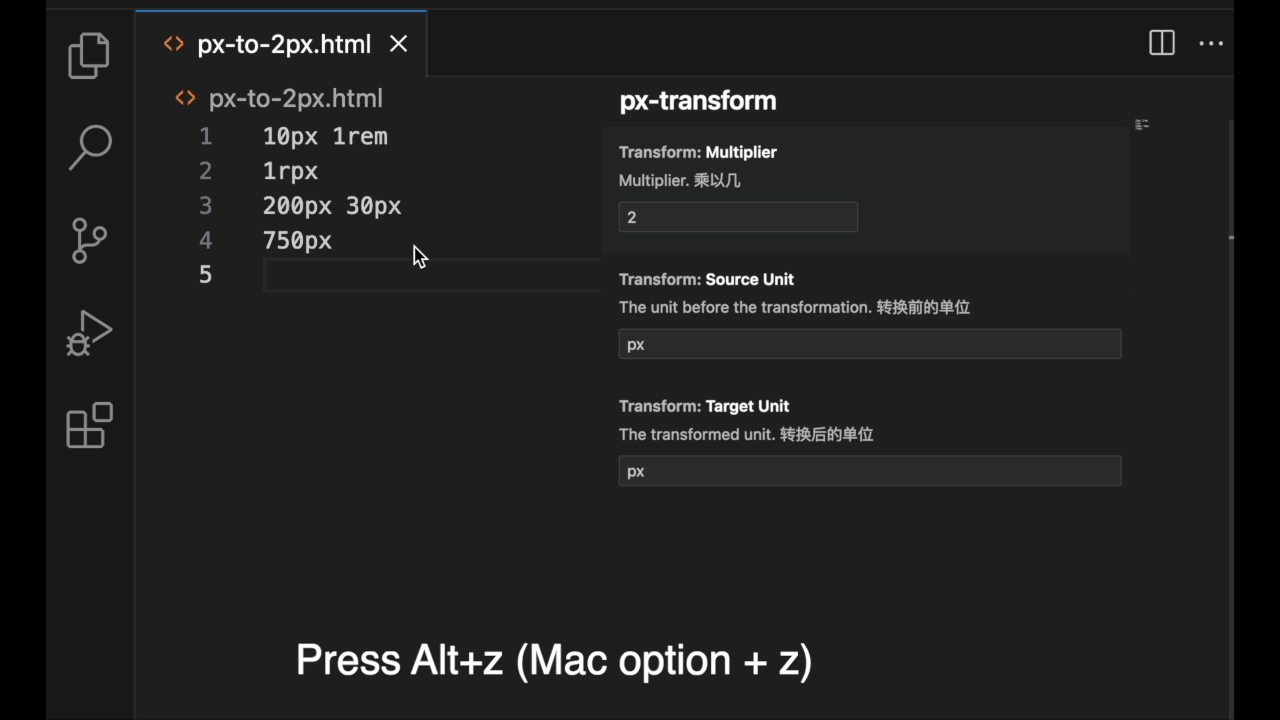 px-to-2px.html
px-to-2px.html
1 10px 1rem
2 1rpx
3 200px 30px
4 750px
5
px-transform
Transform: Multiplier
Multiplier. 乘以几
2
Transform: Source Unit
The unit before the transformation. 转换前的单位
px
Transform: Target Unit
The transformed unit. 转换后的单位
px
Press Alt+z (Mac option + z)